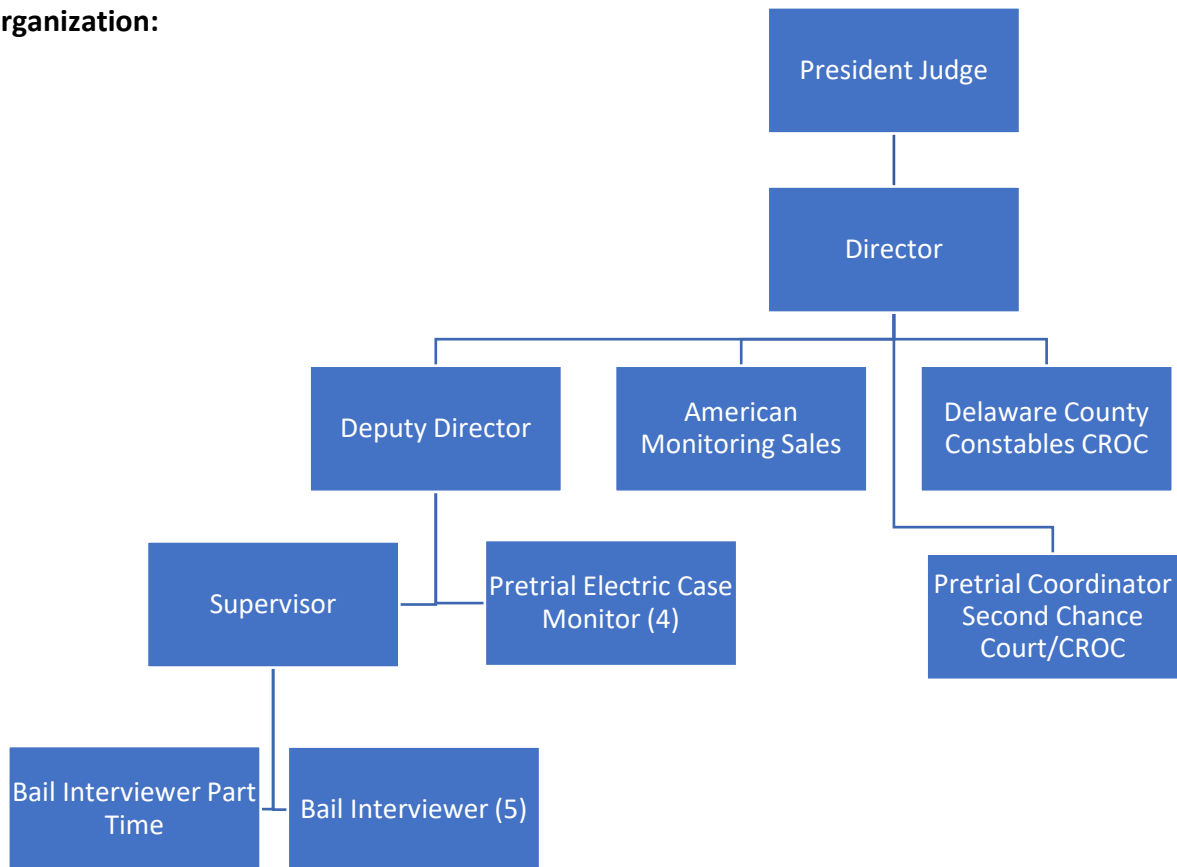 rganization:
President Judge
Director
Deputy Director
American
Monitoring Sales
Delaware County
Constables CROC
Supervisor
Pretrial Electric Case
Monitor (4)
Pretrial Coordinator
Second Chance
Court/CROC
Bail Interviewer Part
Time
Bail Interviewer (5)